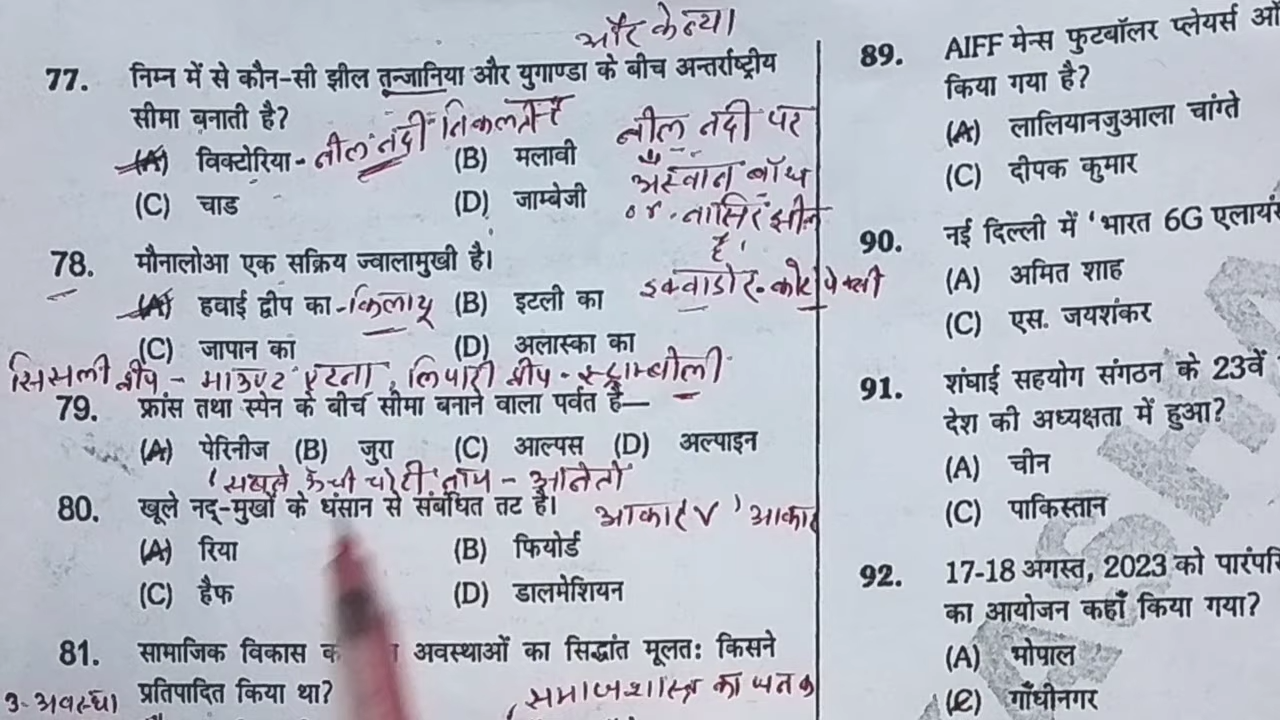 और केन्या
77. निम्न में से कौन-सी झील तन्जानिया और युगाण्डा के बीच अन्तर्राष्ट्रीय
सीमा बनाती है?
(A) विक्टोरिया - नील नदी निकलती है (B) मलावी
(C) चाड (D) जाम्बेजी
नील नदी पर
अस्वान बाँध
or. नासिर झील
है।
78. मौनालोआ एक सक्रिय ज्वालामुखी है।
(A) हवाई द्वीप का - किलायू (B) इटली का
इक्वाडोर - कोटोपैक्सी
(C) जापान का (D) अलास्का का
सिसली द्वीप - माउण्ट एटना, लिपारी द्वीप - स्ट्राम्बोली
79. फ्रांस तथा स्पेन के बीच सीमा बनाने वाला पर्वत है—
(A) पेरिनीज (B) जुरा (C) आल्पस (D) अल्पाइन
सबसे ऊँची चोटी
80. खूले नद्-मुखों के धंसान से संबंधित तट है।
आकार V आकार
(A) रिया (B) फियोर्ड
(C) हैफ (D) डालमेशियन
81. सामाजिक विकास अवस्थाओं का सिद्धांत मूलत: किसने
प्रतिपादित किया था?
3-अवस्था
समाजशास्त्र का जनक
89. AIFF मेन्स फुटबॉलर प्लेयर्स ऑ
किया गया है?
(A) लालियानजुआला चांग्ते
(C) दीपक कुमार
90. नई दिल्ली में 'भारत 6G एलायंस
(A) अमित शाह
(C) एस. जयशंकर
91. शंघाई सहयोग संगठन के 23वें
देश की अध्यक्षता में हुआ?
(A) चीन
(C) पाकिस्तान
92. 17-18 अगस्त, 2023 को पारंपरि
का आयोजन कहाँ किया गया?
(A) भोपाल
(C) गाँधीनगर